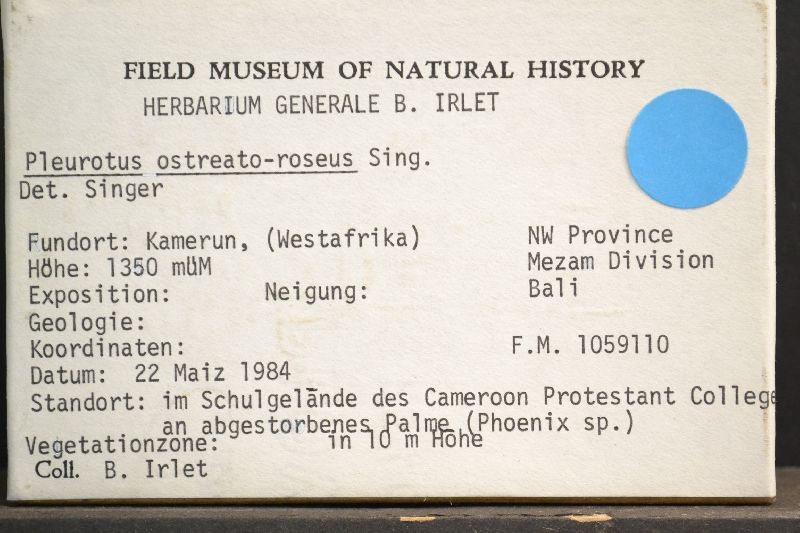 FIELD MUSEUM OF NATURAL HISTORY
HERBARIUM GENERALE B. IRLET
Pleurotus ostreato-roseus Sing.
Det. Singer
Fundort: Kamerun, (Westafrika) NW Province
Höhe: 1350 müM Mezam Division
Exposition: Neigung: Bali
Geologie:
Koordinaten: F.M. 1059110
Datum: 22 Maiz 1984
Standort: im Schulgelände des Cameroon Protestant College
an abgestorbenes Palme (Phoenix sp.)
Vegetationzone: in 10 m Höhe
Coll. B. Irlet